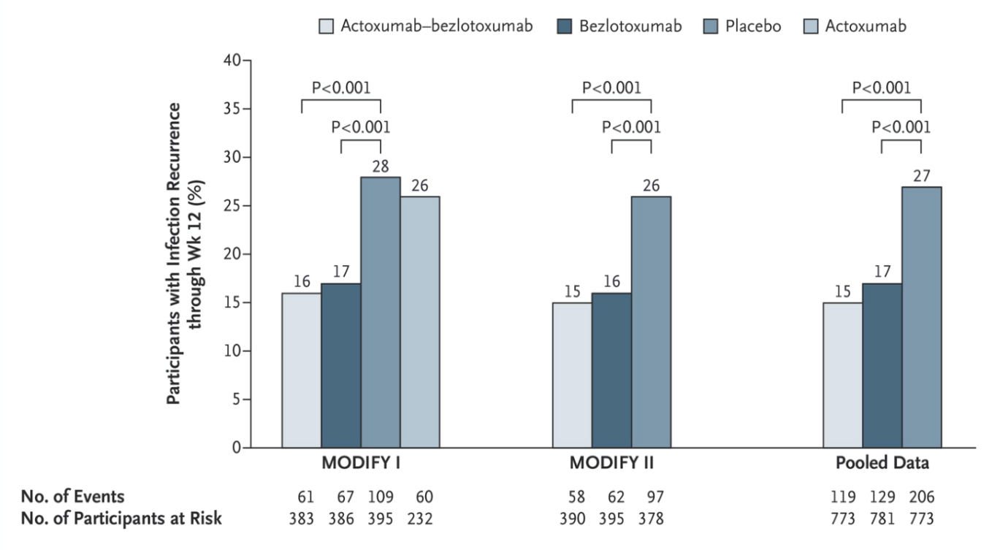 Actoxumab–bezlotoxumab Bezlotoxumab Placebo Actoxumab
Participants with Infection Recurrence
through Wk 12 (%)
40
35
30
25
20
15
10
5
0
P<0.001
P<0.001
16
17
28
26
P<0.001
P<0.001
15
16
26
P<0.001
P<0.001
15
17
27
MODIFY I MODIFY II Pooled Data
No. of Events 61 67 109 60 58 62 97 119 129 206
No. of Participants at Risk 383 386 395 232 390 395 378 773 781 773